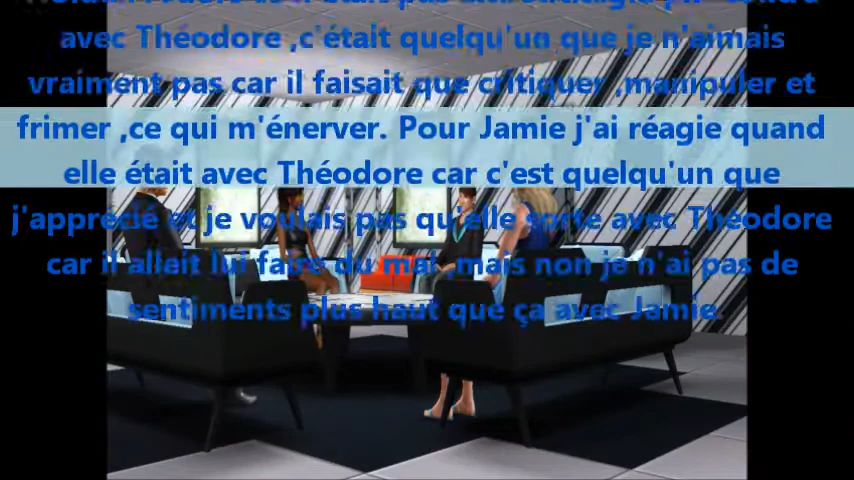 avec Théodore ,c'était quelqu'un que je n'aimais
vraiment pas car il faisait que critiquer ,manipuler et
frimer ,ce qui m'énerver. Pour Jamie j'ai réagie quand
elle était avec Théodore car c'est quelqu'un que
j'apprécie et je voulais pas qu'elle sorte avec Théodore
car il allait lui faire du mal ,mais non je n'ai pas de
sentiments plus haut que ça avec Jamie